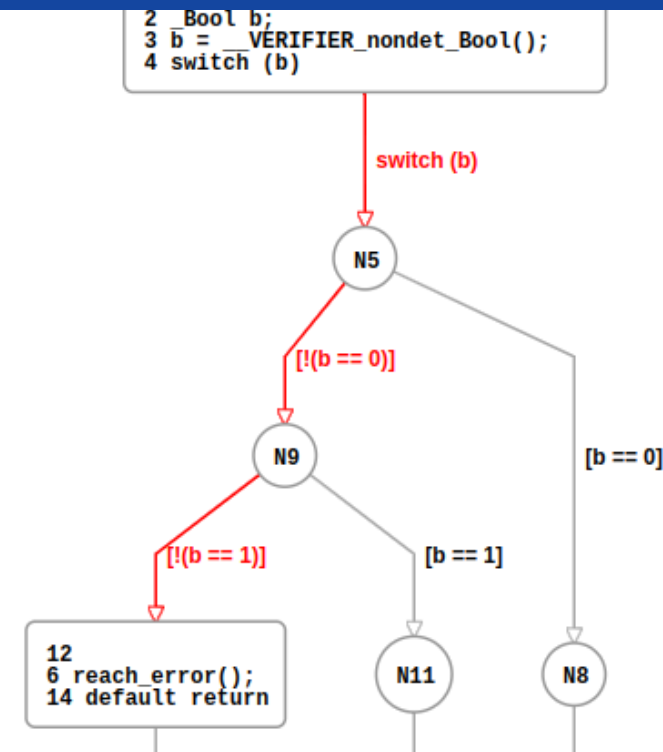 2 _Bool b;
3 b = __VERIFIER_nondet_Bool();
4 switch (b)
switch (b)
N5
[!(b == 0)]
N9
[b == 0]
[!(b == 1)]
[b == 1]
12
6 reach_error();
14 default return
N11
N8